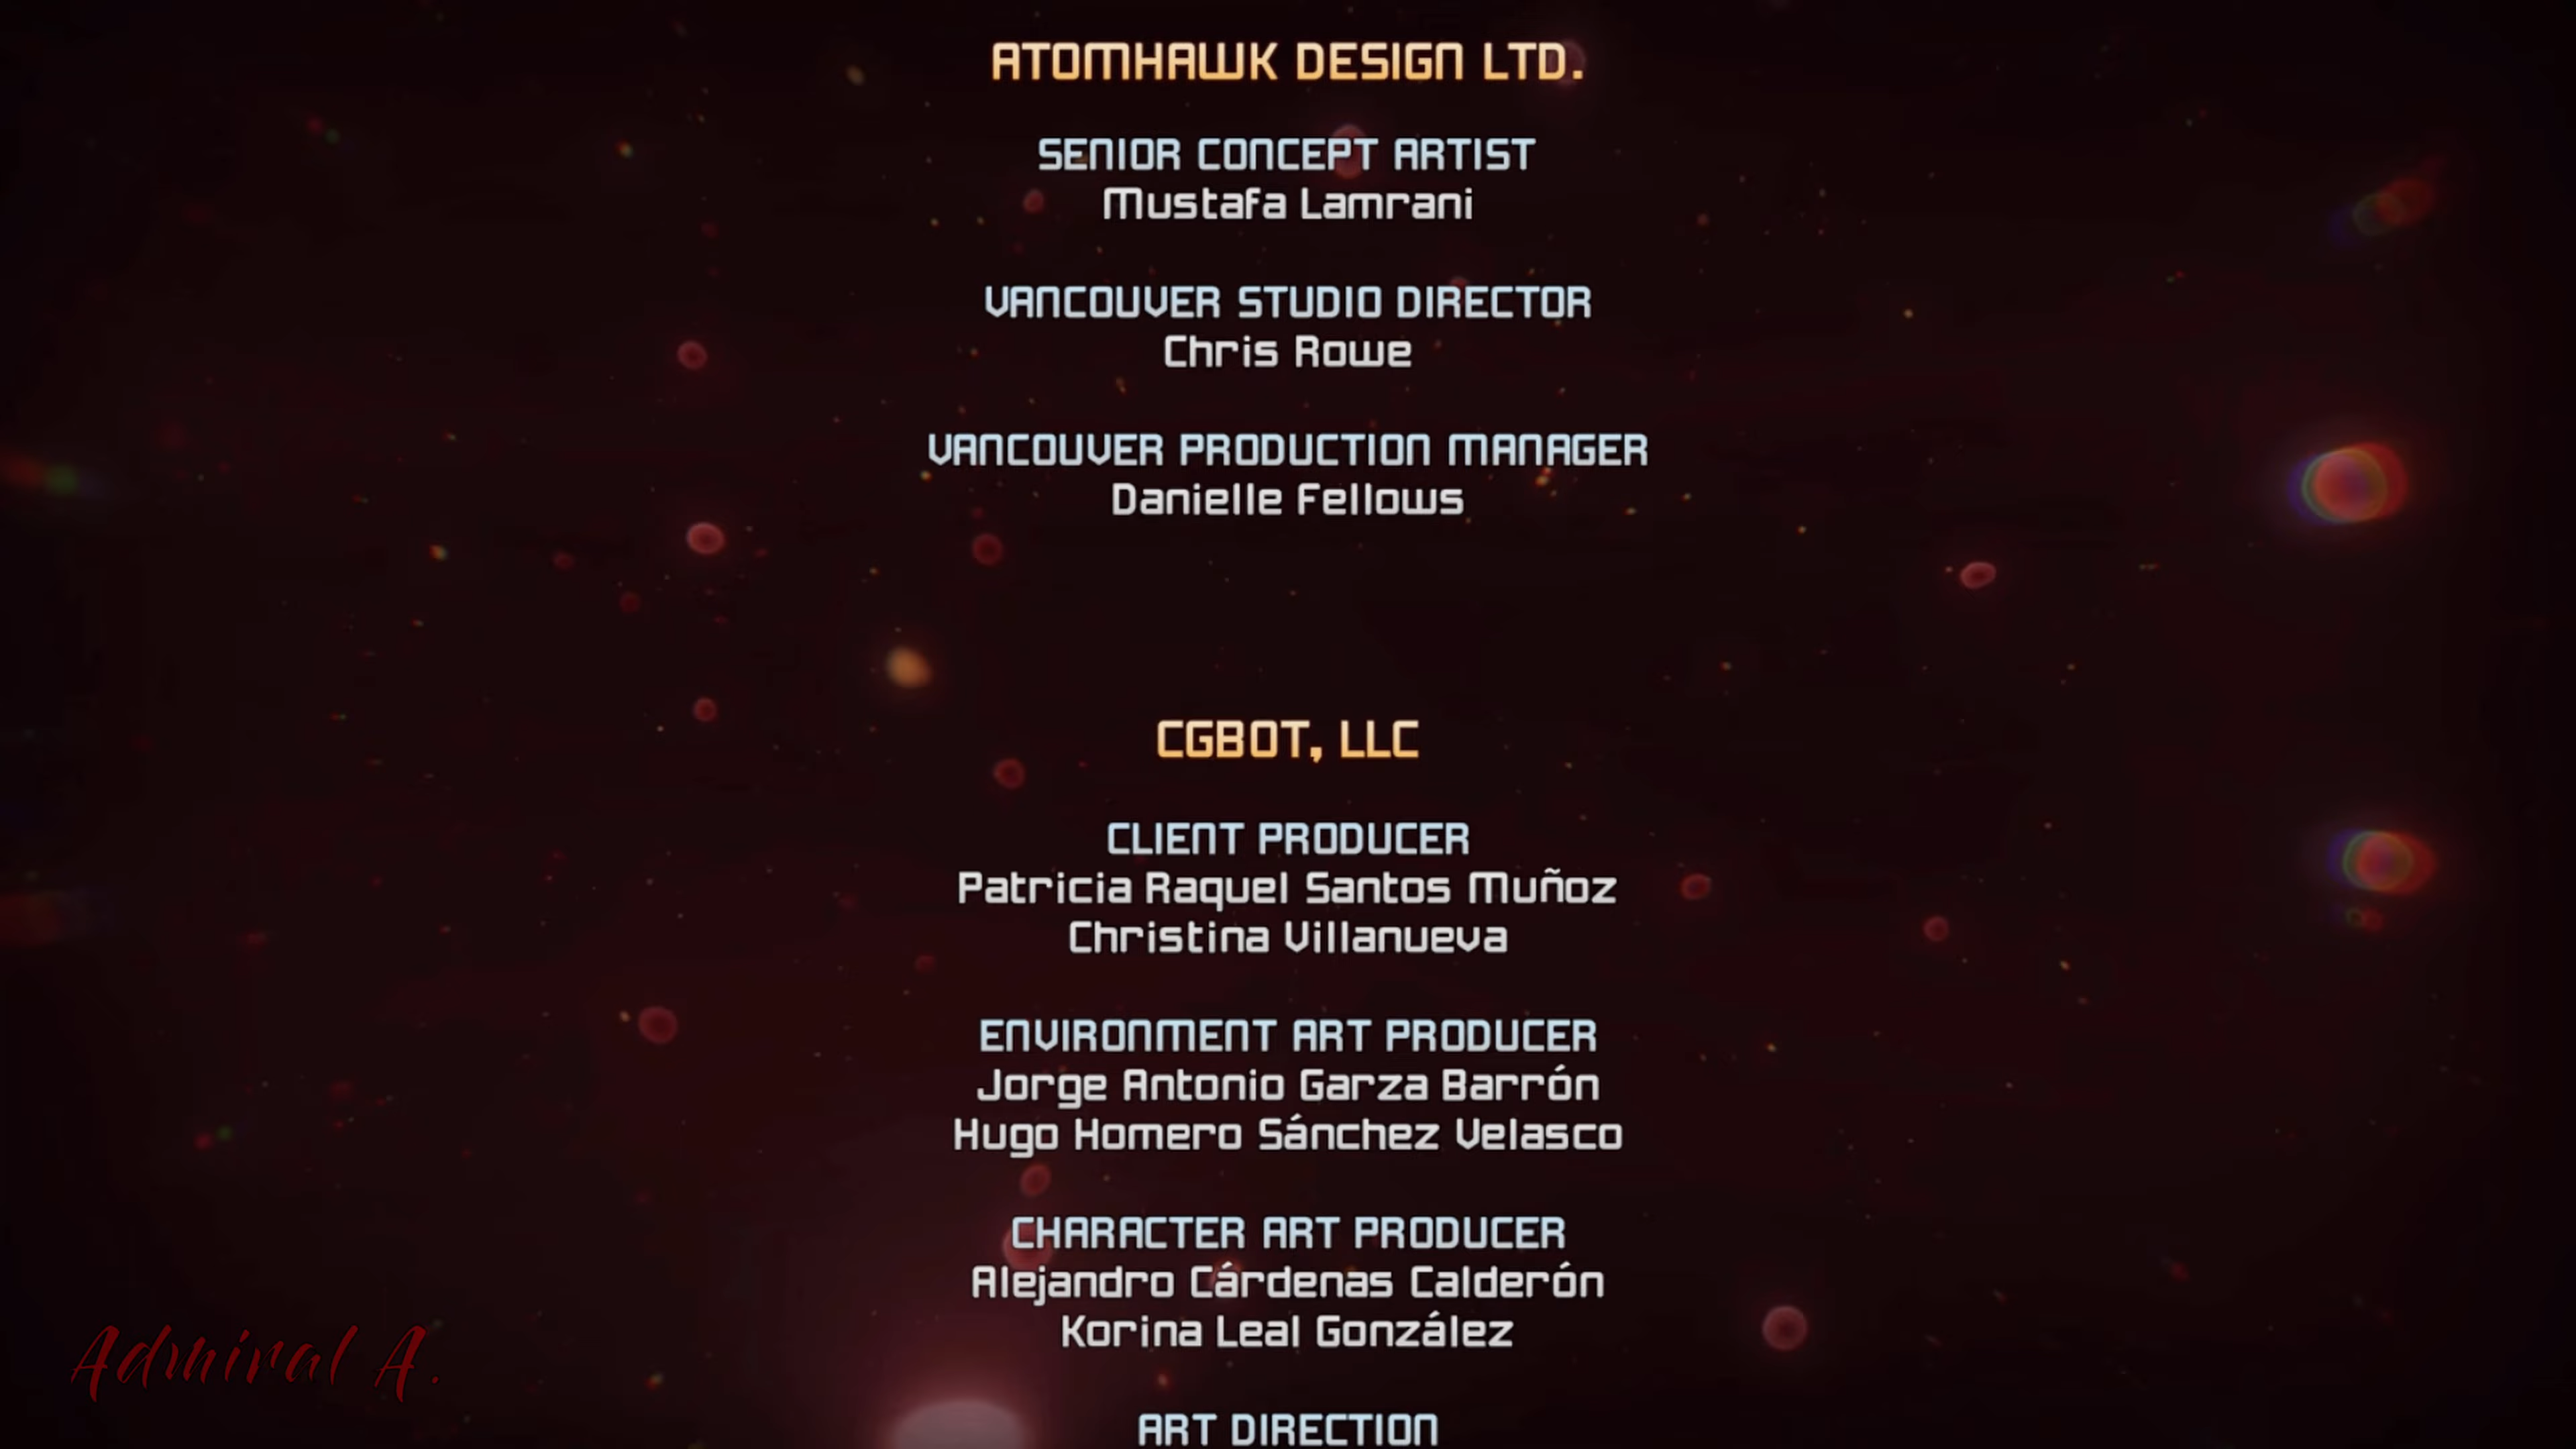 ATOMHAWK DESIGN LTD.
SENIOR CONCEPT ARTIST
Mustafa Lamrani
VANCOUVER STUDIO DIRECTOR
Chris Rowe
VANCOUVER PRODUCTION MANAGER
Danielle Fellows
CGBOT, LLC
CLIENT PRODUCER
Patricia Raquel Santos Muñoz
Christina Villanueva
ENVIRONMENT ART PRODUCER
Jorge Antonio Garza Barrón
Hugo Homero Sánchez Velasco
CHARACTER ART PRODUCER
Alejandro Cárdenas Calderón
Korina Leal González
Admiral A.
ART DIRECTION